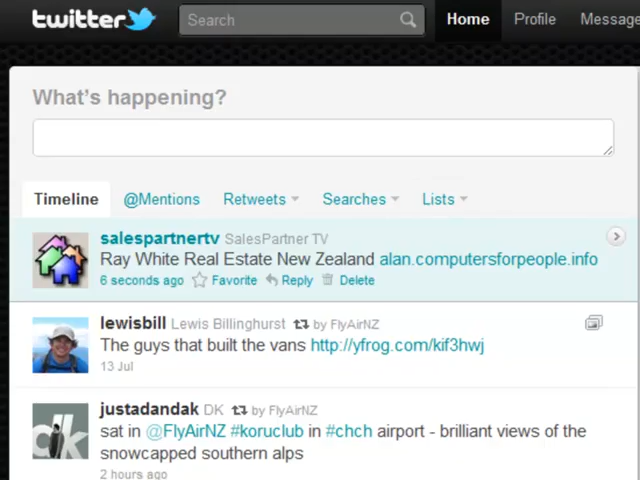 twitter Search Home Profile Message
What's happening?
Timeline @Mentions Retweets Searches Lists
salespartnertv SalesPartner TV
Ray White Real Estate New Zealand alan.computersforpeople.info
6 seconds ago Favorite Reply Delete
lewisbill Lewis Billinghurst by FlyAirNZ
The guys that built the vans http://yfrog.com/kif3hwj
13 Jul
justadandak DK by FlyAirNZ
sat in @FlyAirNZ #koruclub in #chch airport - brilliant views of the
snowcapped southern alps
2 hours ago